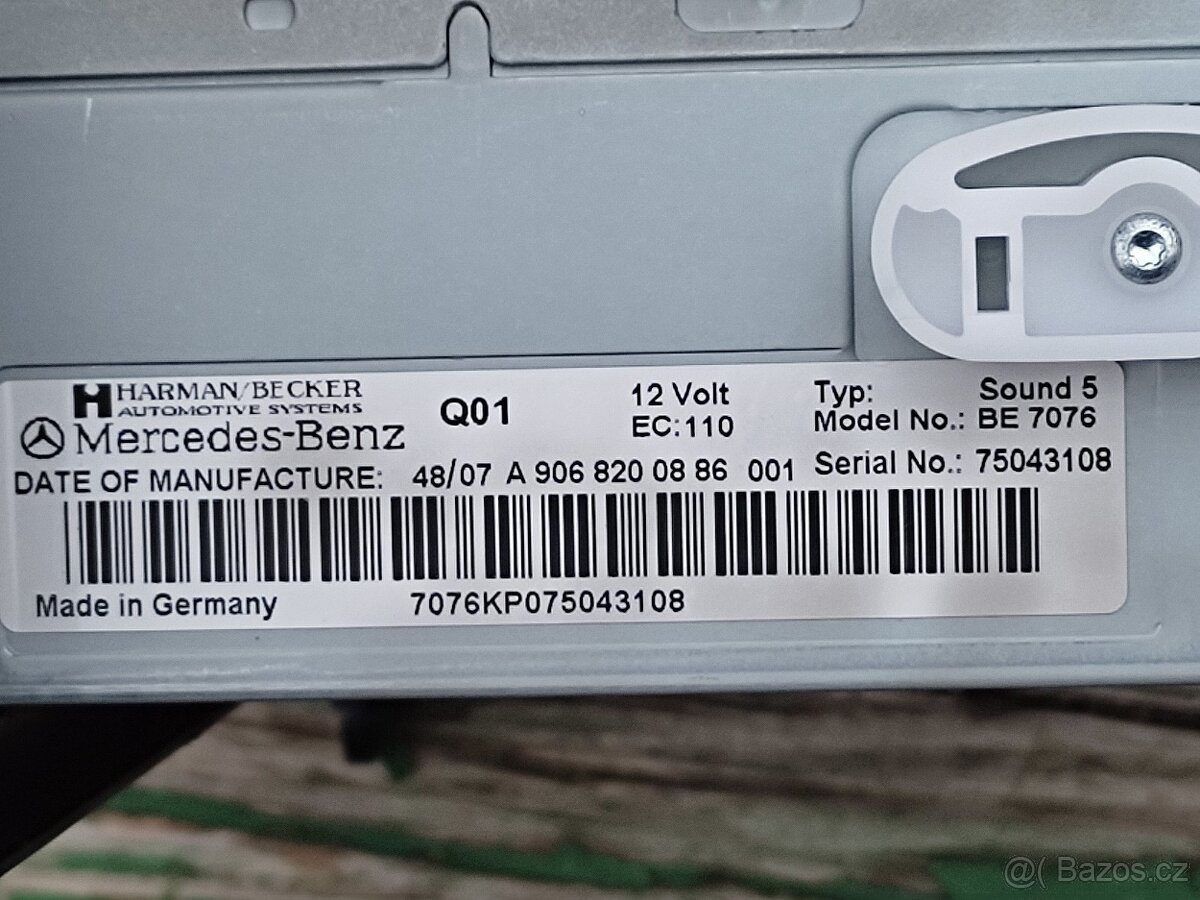 HARMAN/BECKER
AUTOMOTIVE SYSTEMS
Mercedes-Benz
Q01
12 Volt
EC:110
Typ: Sound 5
Model No.: BE 7076
DATE OF MANUFACTURE: 48/07 A 906 820 08 86 001 Serial No.: 75043108
Made in Germany 7076KP075043108
@( Bazos.cz